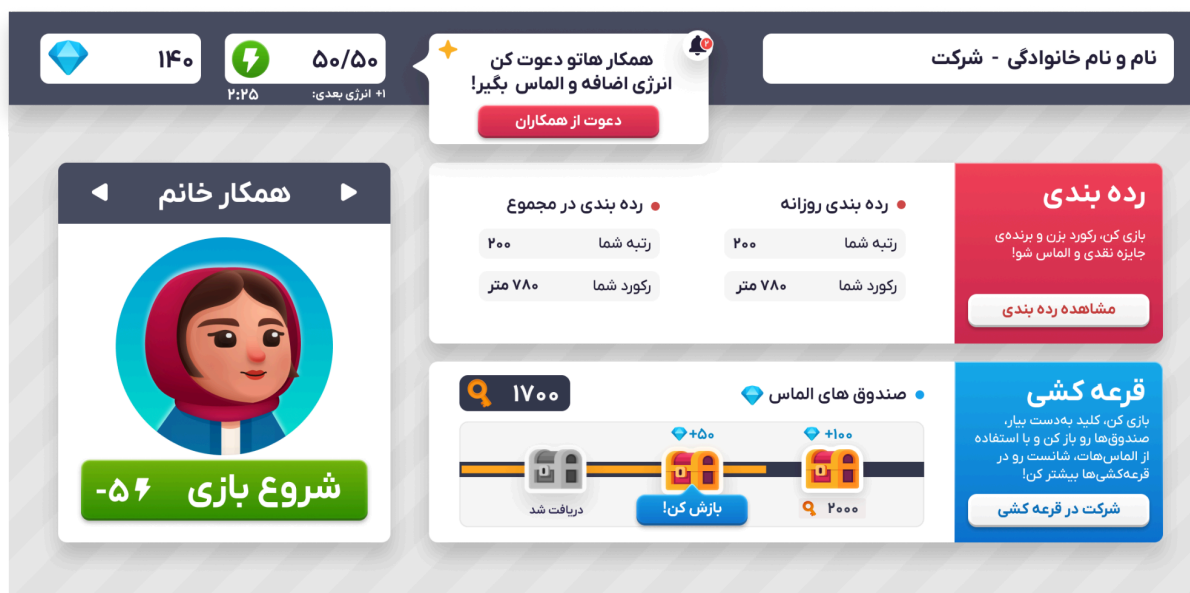 نام و نام خانوادگی - شرکت
۲
همکار هاتو دعوت کن
انرژی اضافه و الماس بگیر!
دعوت از همکاران
۵۰/۵۰
+۱ انرژی بعدی:
۲:۲۵
۱۴۰
رده بندی
بازی کن، رکورد بزن و برنده‌ی
جایزه نقدی و الماس شو!
مشاهده رده بندی
رده بندی روزانه
رتبه شما ۲۰۰
رکورد شما ۷۸۰ متر
رده بندی در مجموع
رتبه شما ۲۰۰
رکورد شما ۷۸۰ متر
همکار خانم
شروع بازی
-۵
قرعه کشی
بازی کن، کلید به‌دست بیار،
صندوق‌ها رو باز کن و با استفاده
از الماس‌هات، شانست رو در
قرعه‌کشی‌ها بیشتر کن!
شرکت در قرعه کشی
صندوق های الماس
۱۷۰۰
+۱۰۰
۲۰۰۰
+۵۰
بازش کن!
دریافت شد